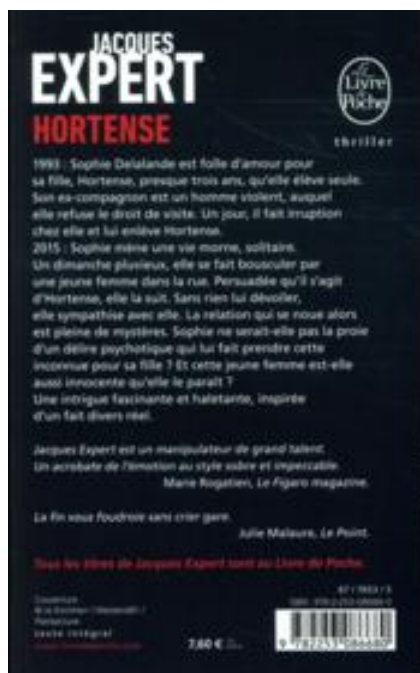 JACQUES
EXPERT
HORTENSE
Le Livre de Poche
thriller
1993 : Sophie Delalande est folle d'amour pour
sa fille, Hortense, presque trois ans, qu'elle élève seule.
Son ex-compagnon est un homme violent, auquel
elle refuse le droit de visite. Un jour, il fait irruption
chez elle et lui enlève Hortense.
2015 : Sophie mène une vie morne, solitaire.
Un dimanche pluvieux, elle se fait bousculer par
une jeune femme dans la rue. Persuadée qu'il s'agit
d'Hortense, elle la suit. Sans rien lui dévoiler,
elle sympathise avec elle. La relation qui se noue alors
est pleine de mystères. Sophie ne serait-elle pas la proie
d'un délire psychotique qui lui fait prendre cette
inconnue pour sa fille ? Et cette jeune femme est-elle
aussi innocente qu'elle le paraît ?
Une intrigue fascinante et haletante, inspirée
d'un fait divers réel.
Jacques Expert est un manipulateur de grand talent.
Un acrobate de l'émotion au style sobre et impeccable.
Marie Rogatien, Le Figaro magazine.
La fin vous foudroie sans crier gare.
Julie Malaure, Le Point.
Tous les titres de Jacques Expert sont au Livre de Poche.
Couverture :
texte intégral
7,60 €
9 782253 086680